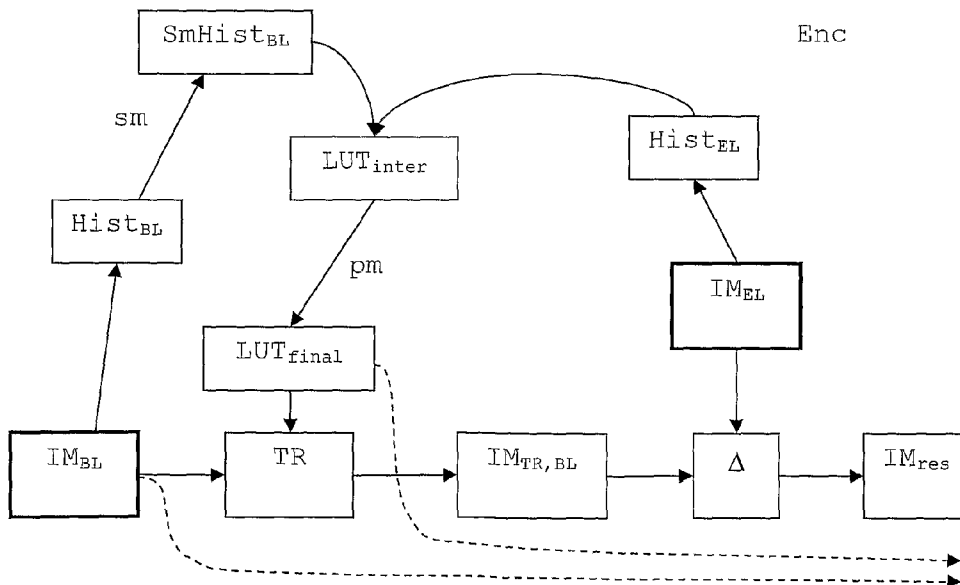 SmHist_BL
Enc
sm
LUT_inter
Hist_EL
Hist_BL
pm
IM_EL
LUT_final
IM_BL
TR
IM_TR,BL
Δ
IM_res